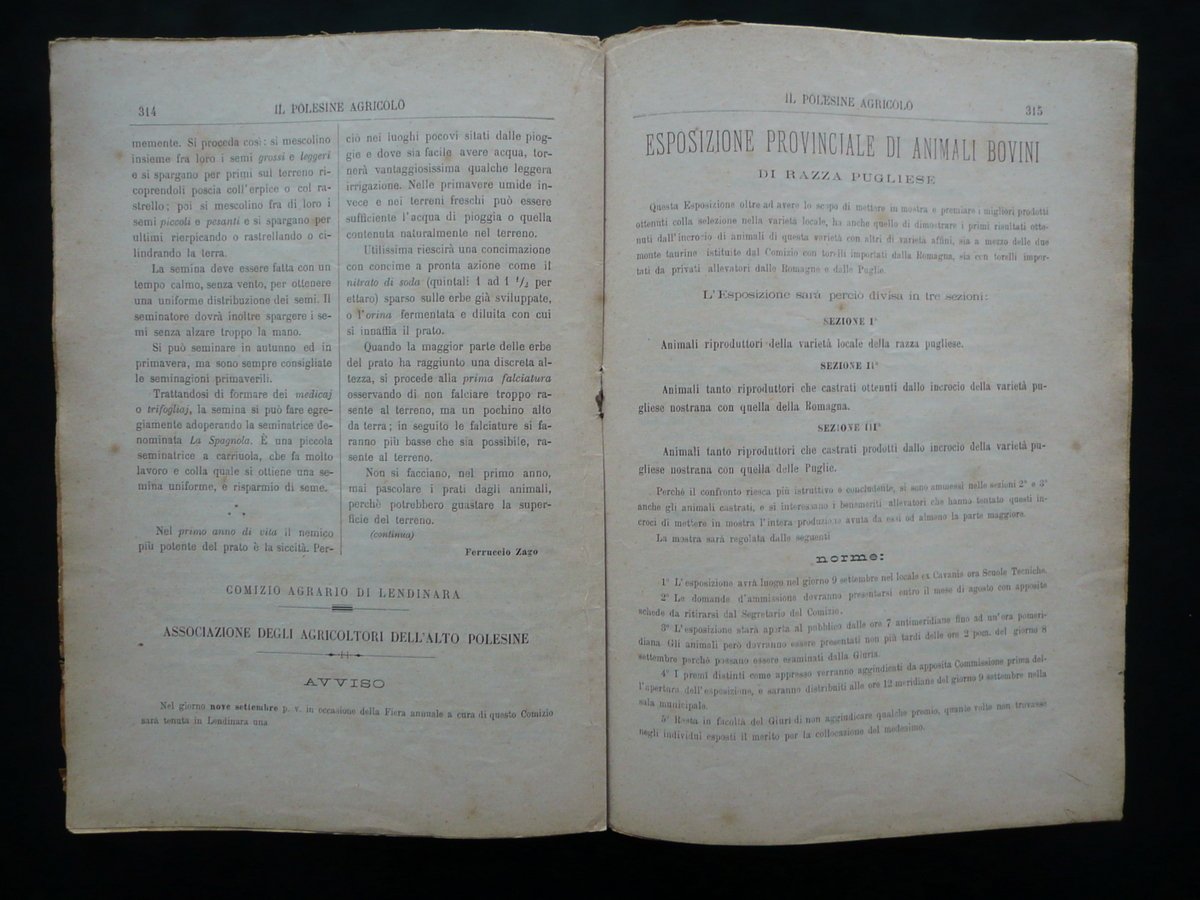 314
IL POLESINE AGRICOLO
memente. Si proceda così: si mescolino
insieme fra loro i semi grossi e leggeri
e si spargano per primi sul terreno ri-
coprendoli poscia coll'erpice o col ra-
strello; poi si mescolino fra di loro i
semi piccoli e pesanti e si spargano per
ultimi rierpicando o rastrellando o ci-
lindrando la terra.
La semina deve essere fatta con un
tempo calmo, senza vento, per ottenere
una uniforme distribuzione dei semi. Il
seminatore dovrà inoltre spargere i se-
mi senza alzare troppo la mano.
Si può seminare in autunno ed in
primavera, ma sono sempre consigliate
le seminagioni primaverili.
Trattandosi di formare dei medicaj
o trifogliaj, la semina si può fare egre-
giamente adoperando la seminatrice de-
nominata La Spagnola. È una piccola
seminatrice a carriuola, che fa molto
lavoro e colla quale si ottiene una se-
mina uniforme, e risparmio di seme.
Nel primo anno di vita il nemico
più potente del prato è la siccità. Per-
ciò nei luoghi pocovi sitati dalle piog-
gie e dove sia facile avere acqua, tor-
nerà vantaggiosissima qualche leggera
irrigazione. Nelle primavere umide in-
vece e nei terreni freschi può essere
sufficiente l'acqua di pioggia o quella
contenuta naturalmente nel terreno.
Utilissima riescirà una concimazione
con concime a pronta azione come il
nitrato di soda (quintali 1 ad 1 1/2 per
ettaro) sparso sulle erbe già sviluppate,
o l'orina fermentata e diluita con cui
si innaffia il prato.
Quando la maggior parte delle erbe
del prato ha raggiunto una discreta al-
tezza, si procede alla prima falciatura
osservando di non falciare troppo ra-
sente al terreno, ma un pochino alto
da terra; in seguito le falciature si fa-
ranno più basse che sia possibile, ra-
sente al terreno.
Non si facciano, nel primo anno,
mai pascolare i prati dagli animali,
perchè potrebbero guastare la super-
ficie del terreno.
(continua)
Ferruccio Zago
COMIZIO AGRARIO DI LENDINARA
ASSOCIAZIONE DEGLI AGRICOLTORI DELL'ALTO POLESINE
AVVISO
Nel giorno nove settembre p. v. in occasione della Fiera annuale a cura di questo Comizio
sarà tenuta in Lendinara una
IL POLESINE AGRICOLO
315
ESPOSIZIONE PROVINCIALE DI ANIMALI BOVINI
DI RAZZA PUGLIESE
Questa Esposizione oltre ad avere lo scopo di mettere in mostra e premiare i migliori prodotti
ottenuti colla selezione nella varietà locale, ha anche quello di dimostrare i primi risultati otte-
nuti dall'incrocio di animali di questa varietà con altri di varietà affini, sia a mezzo delle due
monte taurine istituite dal Comizio con torelli importati dalla Romagna, sia con torelli impor-
tati da privati allevatori dalle Romagne e dalle Puglie.
L'Esposizione sarà perciò divisa in tre sezioni:
SEZIONE Iª
Animali riproduttori della varietà locale della razza pugliese.
SEZIONE IIª
Animali tanto riproduttori che castrati ottenuti dallo incrocio della varietà pu-
gliese nostrana con quella della Romagna.
SEZIONE IIIª
Animali tanto riproduttori che castrati prodotti dallo incrocio della varietà pu-
gliese nostrana con quella delle Puglie.
Perchè il confronto riesca più istruttivo e concludente, si sono ammessi nelle sezioni 2ª e 3ª
anche gli animali castrati, e si interessano i benemeriti allevatori che hanno tentato questi in-
croci di mettere in mostra l'intera produzione avuta da essi od almeno la parte maggiore.
La mostra sarà regolata dalle seguenti
norme:
1° L'esposizione avrà luogo nel giorno 9 settembre nel locale ex Cavanis ora Scuole Tecniche.
2° Le domande d'ammissione dovranno presentarsi entro il mese di agosto con apposite
schede da ritirarsi dal Segretario del Comizio.
3° L'esposizione starà aperta al pubblico dalle ore 7 antimeridiane fino ad un'ora pomeri-
diana Gli animali però dovranno essere presentati non più tardi delle ore 2 pom. del giorno 8
settembre perchè possano essere esaminati dalla Giuria.
4° I premi distinti come appresso verranno aggiudicati da apposita Commissione prima del-
l'apertura dell'esposizione, e saranno distribuiti alle ore 12 meridiane del giorno 9 settembre nella
sala municipale.
5° Resta in facoltà del Giurì di non aggiudicare qualche premio, quante volte non trovasse
negli individui esposti il merito per la collocazione del medesimo.